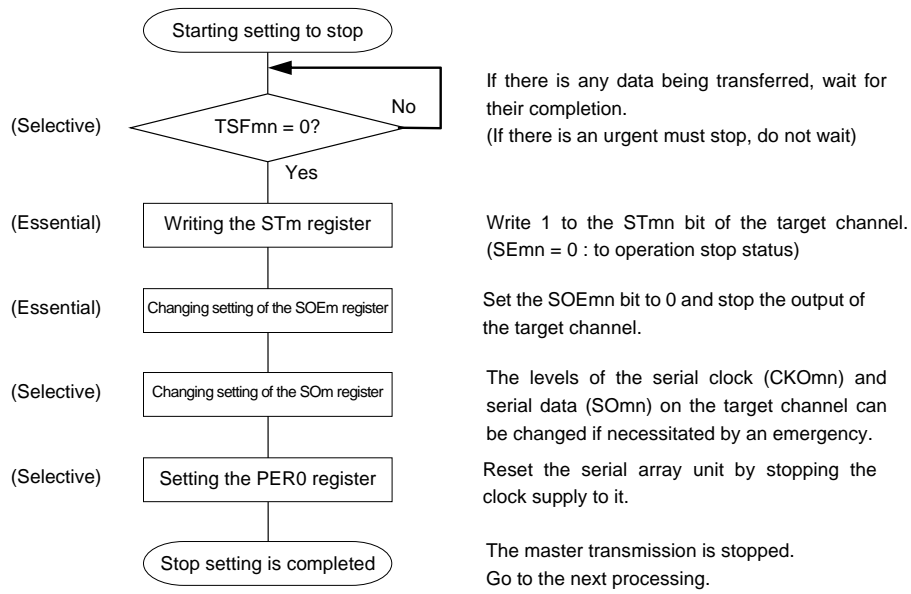 Starting setting to stop
No
If there is any data being transferred, wait for
their completion.
(If there is an urgent must stop, do not wait)
(Selective)
TSFmn = 0?
Yes
(Essential)
Writing the STm register
Write 1 to the STmn bit of the target channel.
(SEmn = 0 : to operation stop status)
(Essential)
Changing setting of the SOEm register
Set the SOEmn bit to 0 and stop the output of
the target channel.
(Selective)
Changing setting of the SOm register
The levels of the serial clock (CKOmn) and
serial data (SOmn) on the target channel can
be changed if necessitated by an emergency.
(Selective)
Setting the PER0 register
Reset the serial array unit by stopping the
clock supply to it.
Stop setting is completed
The master transmission is stopped.
Go to the next processing.